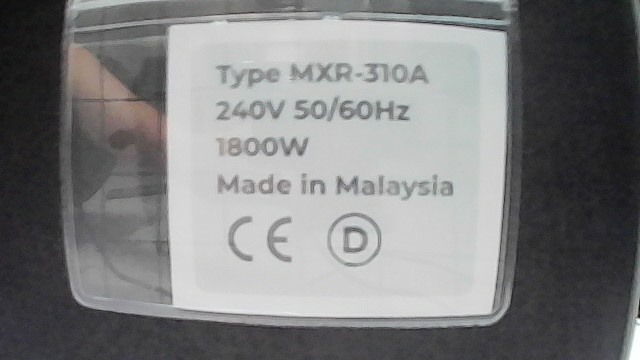 Type MXR-310A
240V 50/60Hz
1800W
Made in Malaysia
CE D